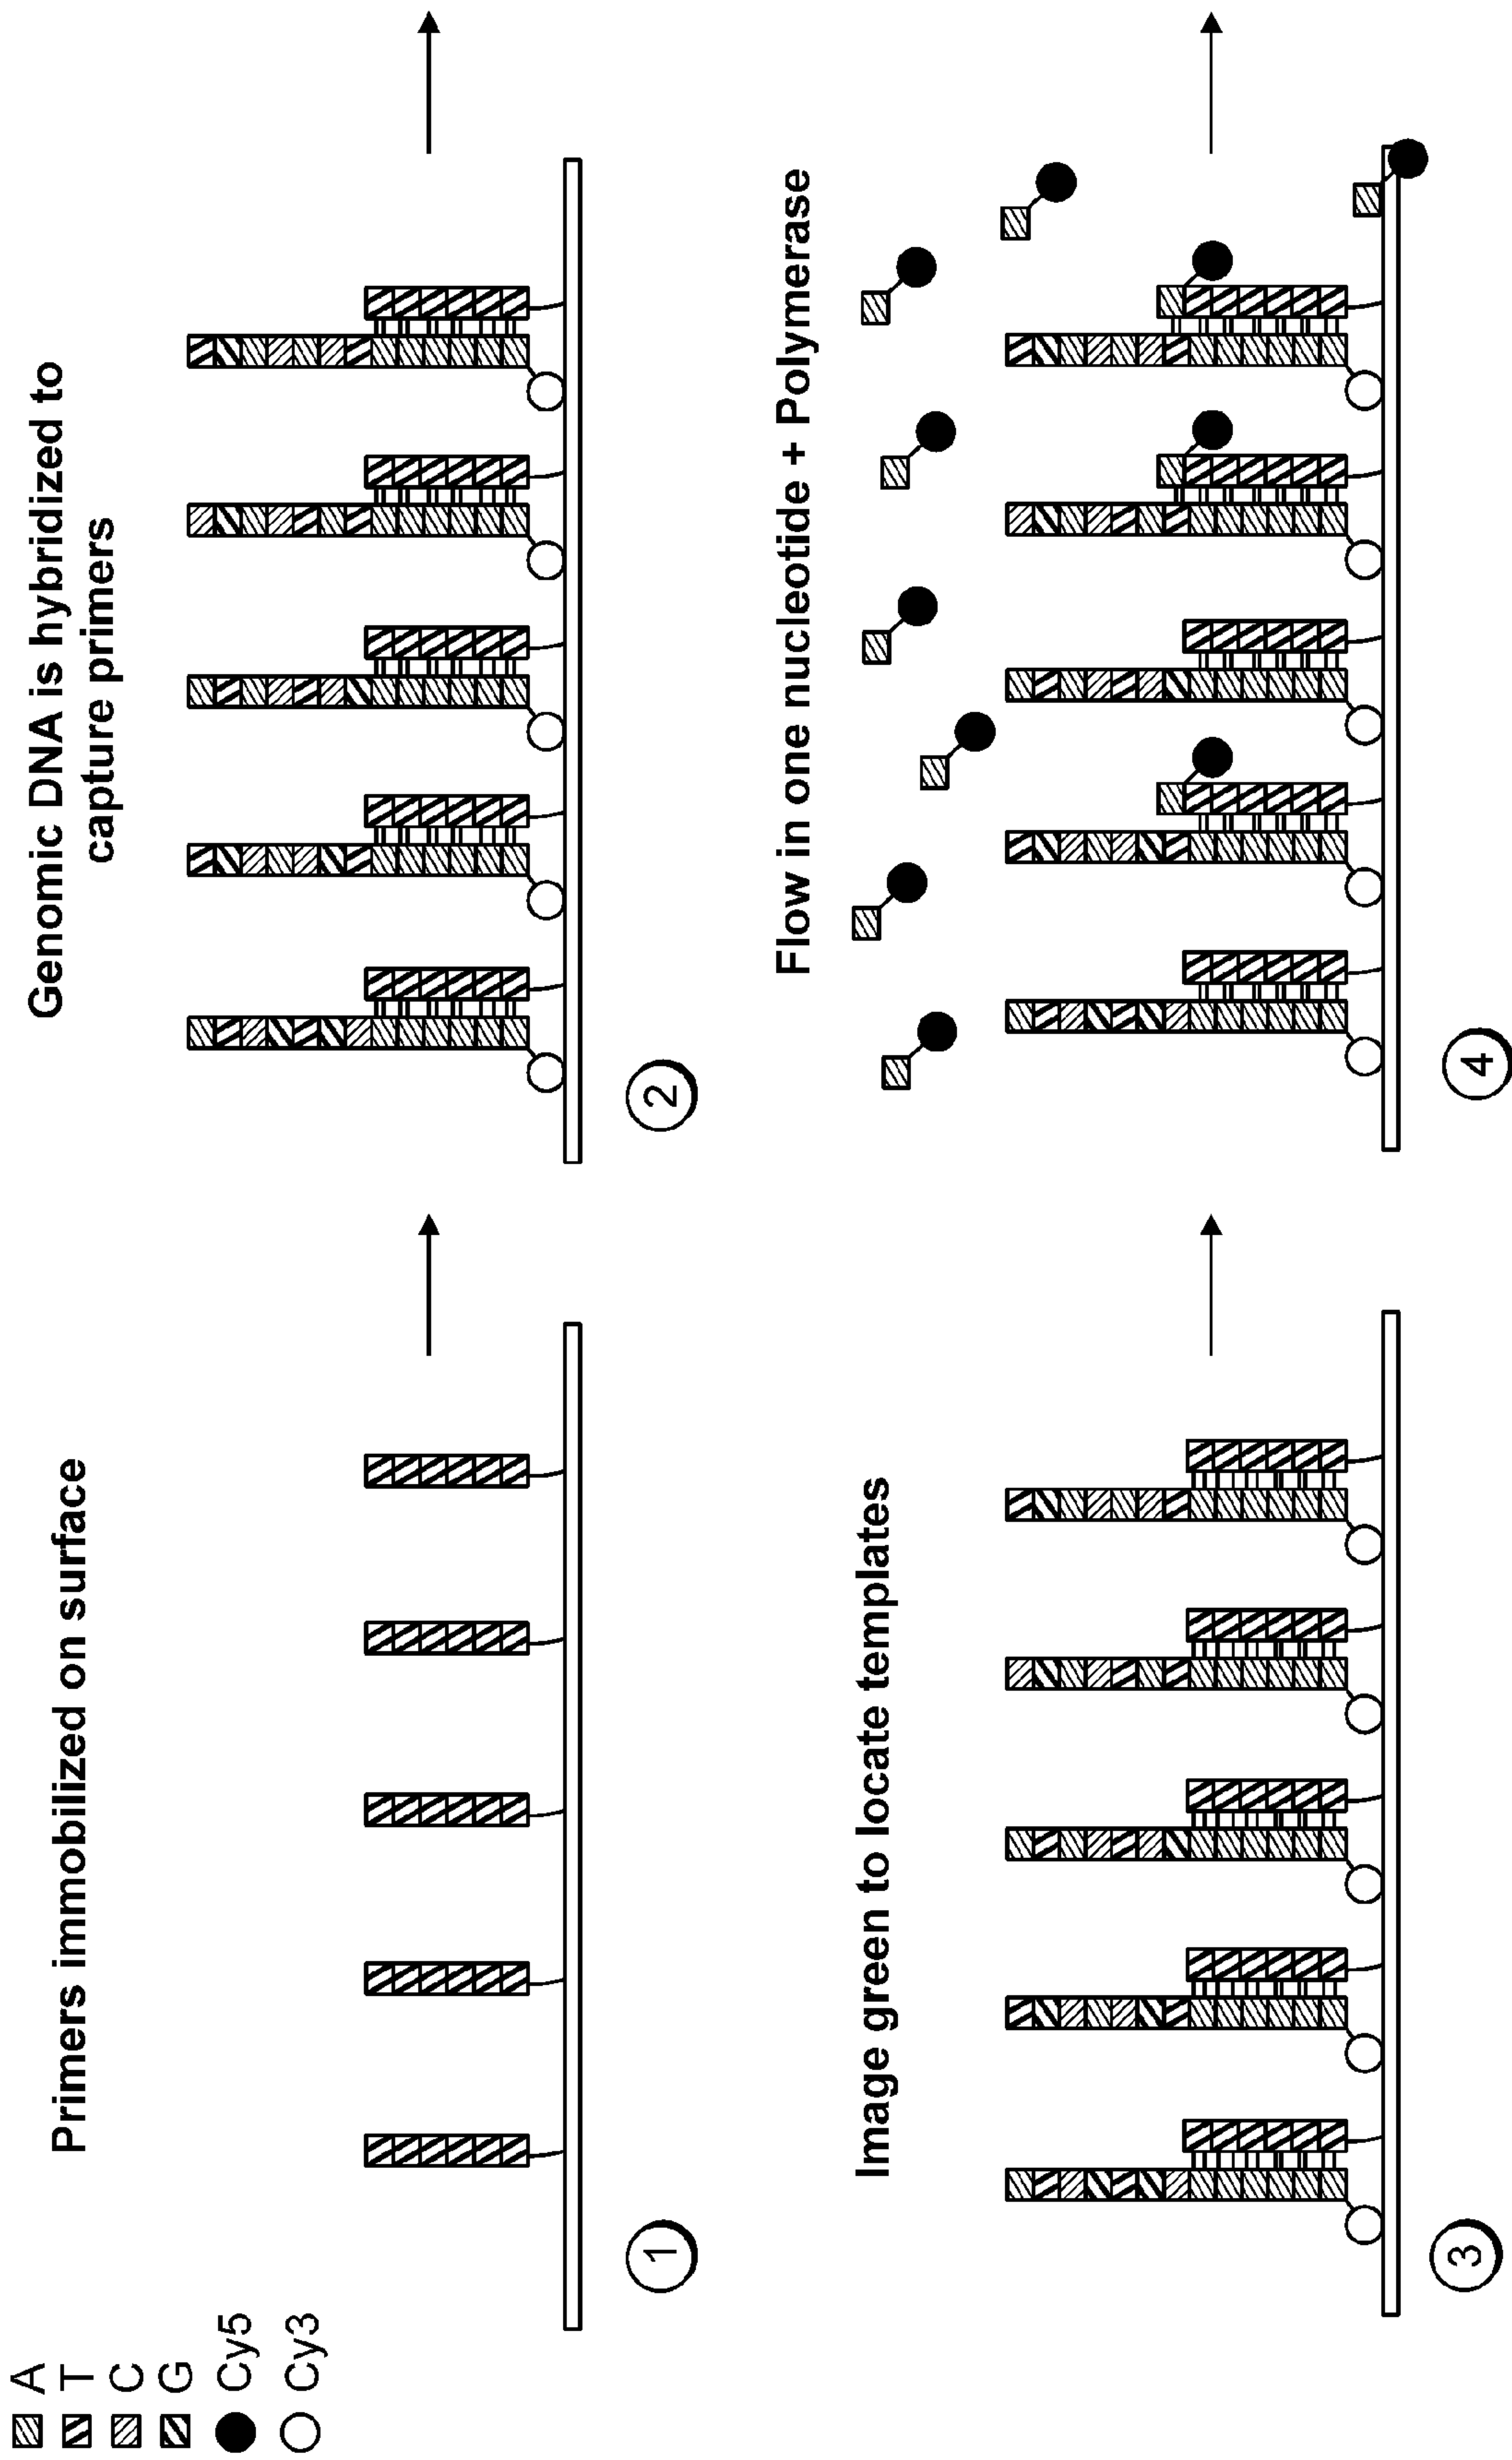 A
T
C
G
Cy5
Cy3
Primers immobilized on surface
1
Genomic DNA is hybridized to
capture primers
2
Image green to locate templates
3
Flow in one nucleotide + Polymerase
4